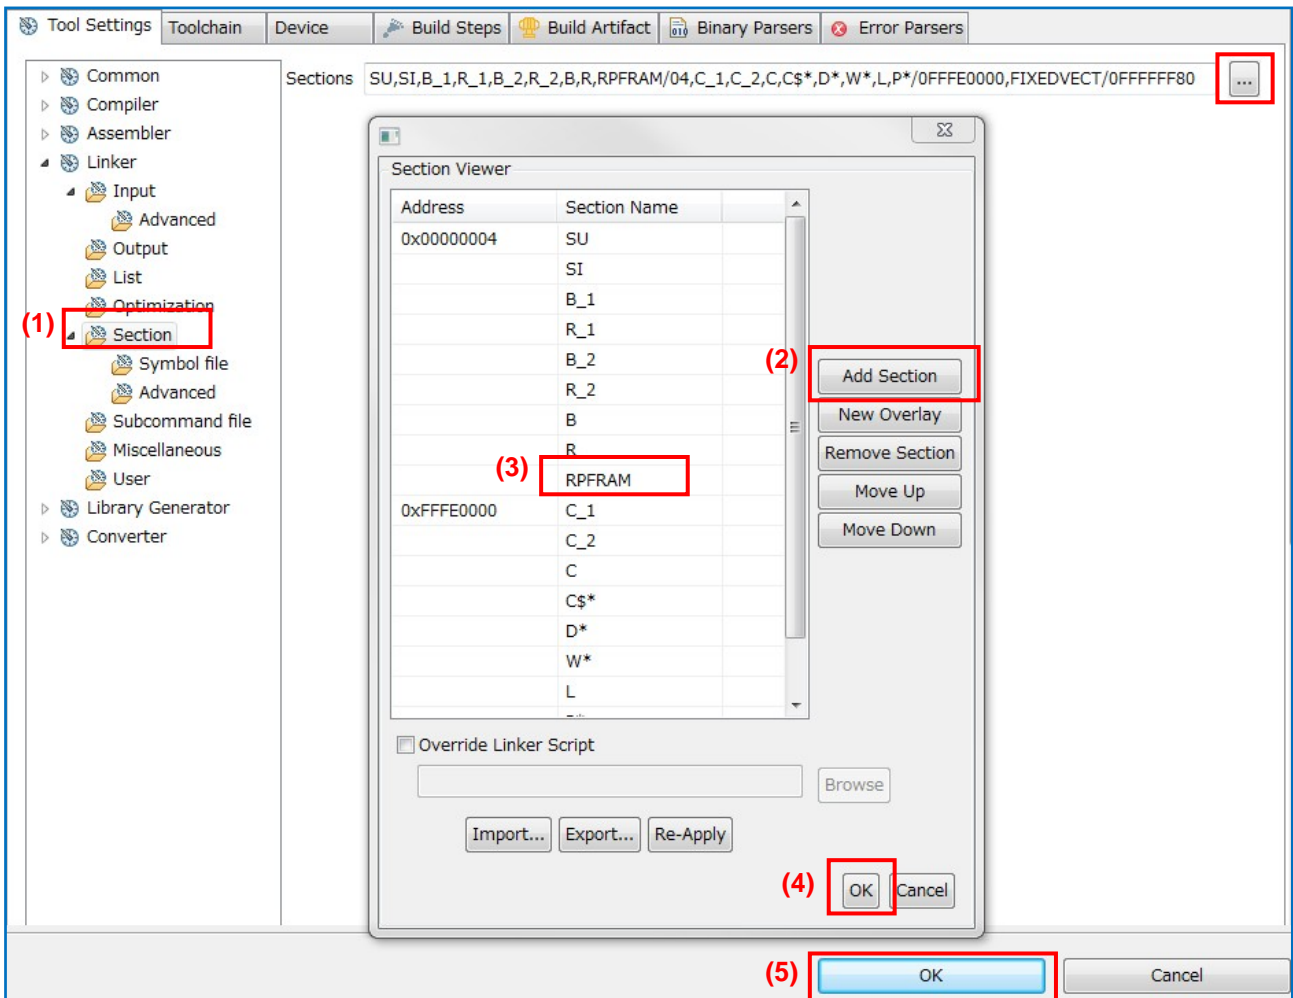 Tool Settings Toolchain Device Build Steps Build Artifact Binary Parsers Error Parsers
Common
Compiler
Assembler
Linker
Input
Advanced
Output
List
Optimization
(1) Section
Symbol file
Advanced
Subcommand file
Miscellaneous
User
Library Generator
Converter
Sections SU,SI,B_1,R_1,B_2,R_2,B,R,RPFRAM/04,C_1,C_2,C,C$*,D*,W*,L,P*/0FFFE0000,FIXEDVECT/0FFFFFF80 ...
Section Viewer
Address Section Name
0x00000004 SU
SI
B_1
R_1
B_2
R_2
B
R
(3) RPFRAM
0xFFFE0000 C_1
C_2
C
C$*
D*
W*
L
(2) Add Section
New Overlay
Remove Section
Move Up
Move Down
Override Linker Script
Browse
Import... Export... Re-Apply
(4) OK Cancel
(5) OK Cancel